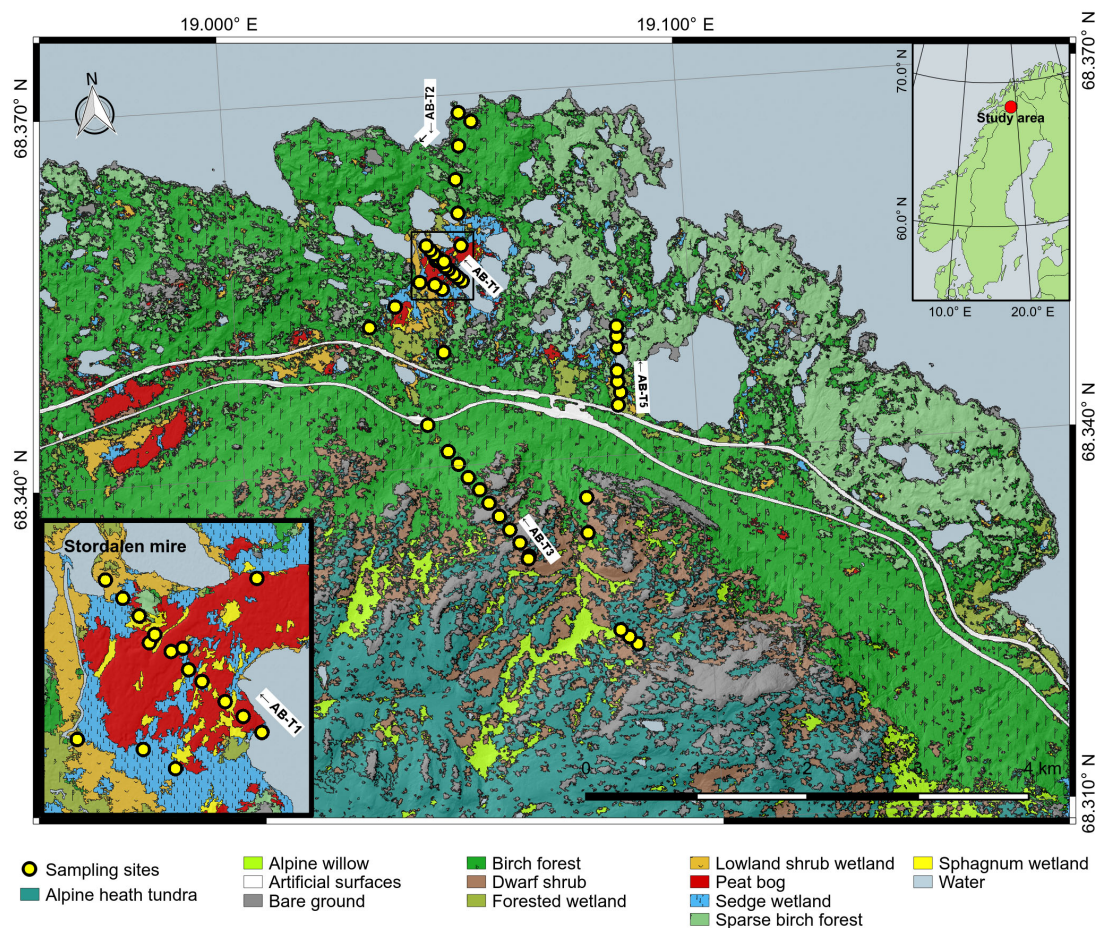 19.000° E
19.100° E
68.370° N
68.370° N
68.340° N
68.340° N
68.310° N
N
←AB-T2
←
←AB-T1
←AB-T5
←AB-T3
Study area
70.0° N
60.0° N
10.0° E
20.0° E
Stordalen mire
←AB-T1
0
1
2
3
4 km
Sampling sites
Alpine heath tundra
Alpine willow
Artificial surfaces
Bare ground
Birch forest
Dwarf shrub
Forested wetland
Lowland shrub wetland
Peat bog
Sedge wetland
Sparse birch forest
Sphagnum wetland
Water